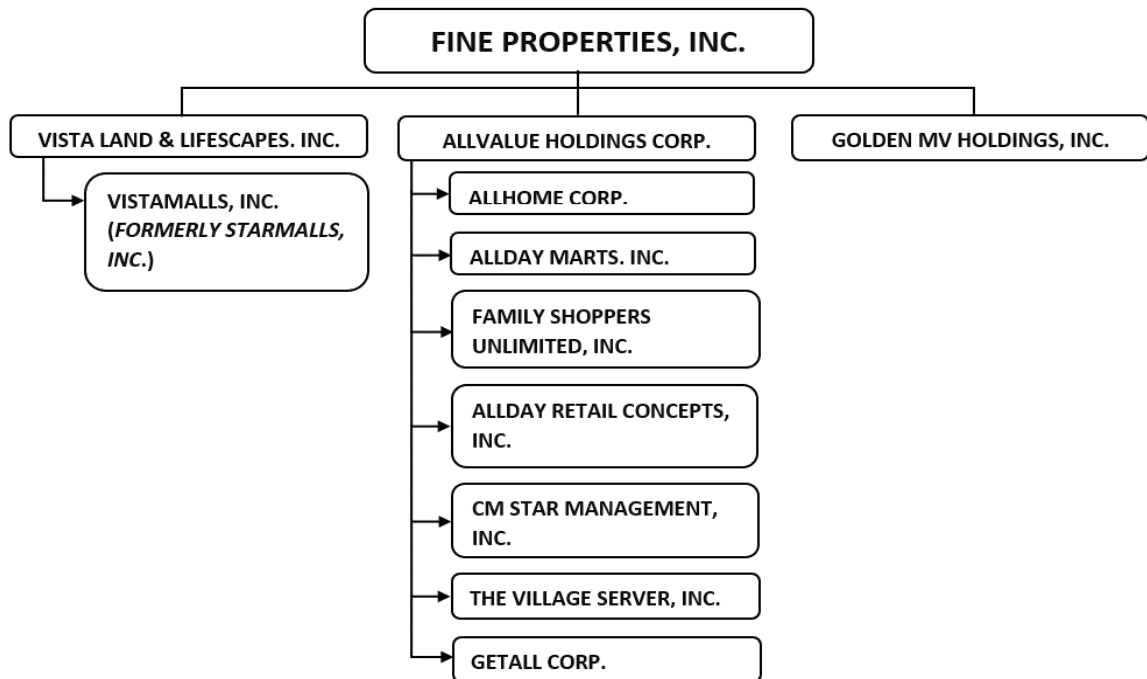 FINE PROPERTIES, INC.
VISTA LAND & LIFESCAPES. INC.
ALLVALUE HOLDINGS CORP.
GOLDEN MV HOLDINGS, INC.
VISTAMALLS, INC.
(FORMERLY STARMALLS,
INC.)
ALLHOME CORP.
ALLDAY MARTS. INC.
FAMILY SHOPPERS
UNLIMITED, INC.
ALLDAY RETAIL CONCEPTS,
INC.
CM STAR MANAGEMENT,
INC.
THE VILLAGE SERVER, INC.
GETALL CORP.